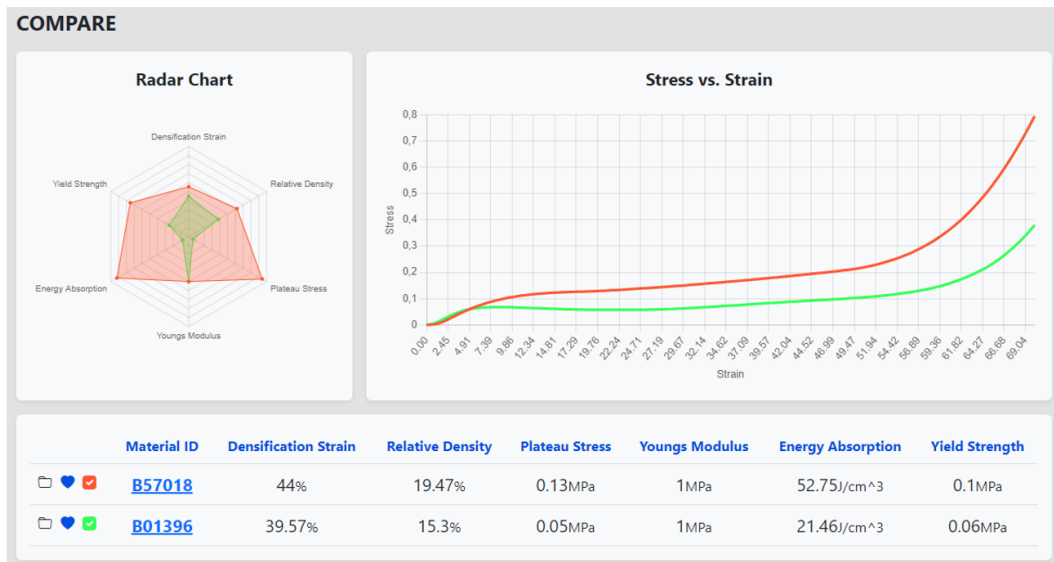 COMPARE
Radar Chart
Densification Strain
Yield Strength
Relative Density
Energy Absorption
Plateau Stress
Youngs Modulus
Stress vs. Strain
0,8
0,7
0,6
0,5
0,4
0,3
0,2
0,1
0
Stress
0.00 2.45 4.91 7.39 9.86 12.34 14.81 17.29 19.76 22.24 24.71 27.19 29.67 32.14 34.62 37.09 39.57 42.04 44.52 46.99 49.47 51.94 54.42 56.89 59.36 61.82 64.27 66.68 69.04
Strain
Material ID Densification Strain Relative Density Plateau Stress Youngs Modulus Energy Absorption Yield Strength
B57018 44% 19.47% 0.13MPa 1MPa 52.75J/cm^3 0.1MPa
B01396 39.57% 15.3% 0.05MPa 1MPa 21.46J/cm^3 0.06MPa